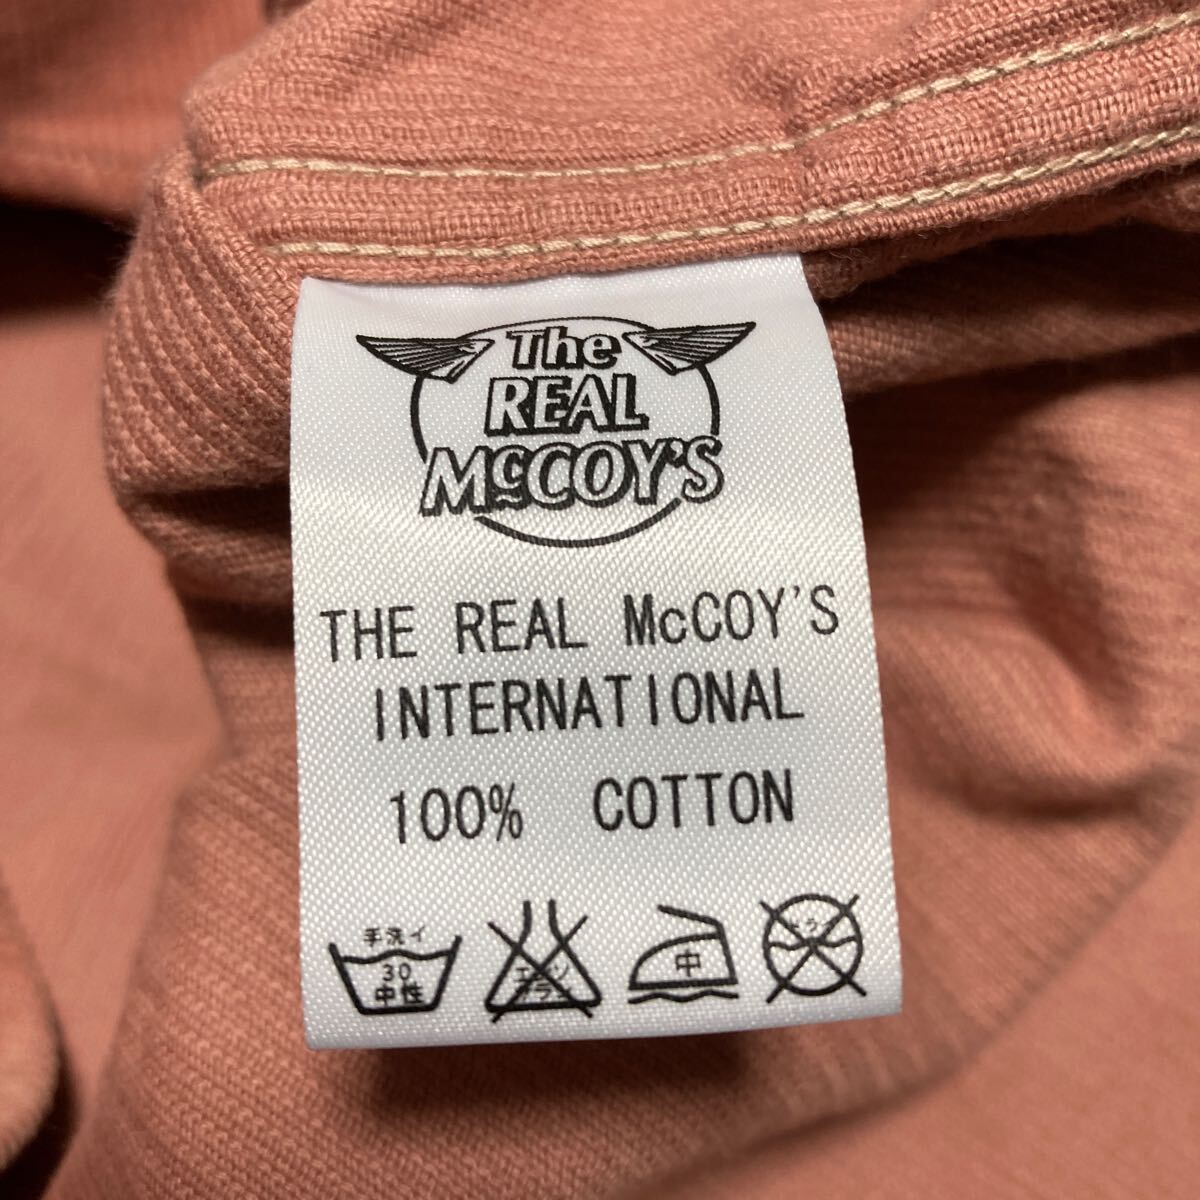 The
REAL
McCOY'S
THE REAL McCOY'S
INTERNATIONAL
100% COTTON
手洗イ
30
中性
中